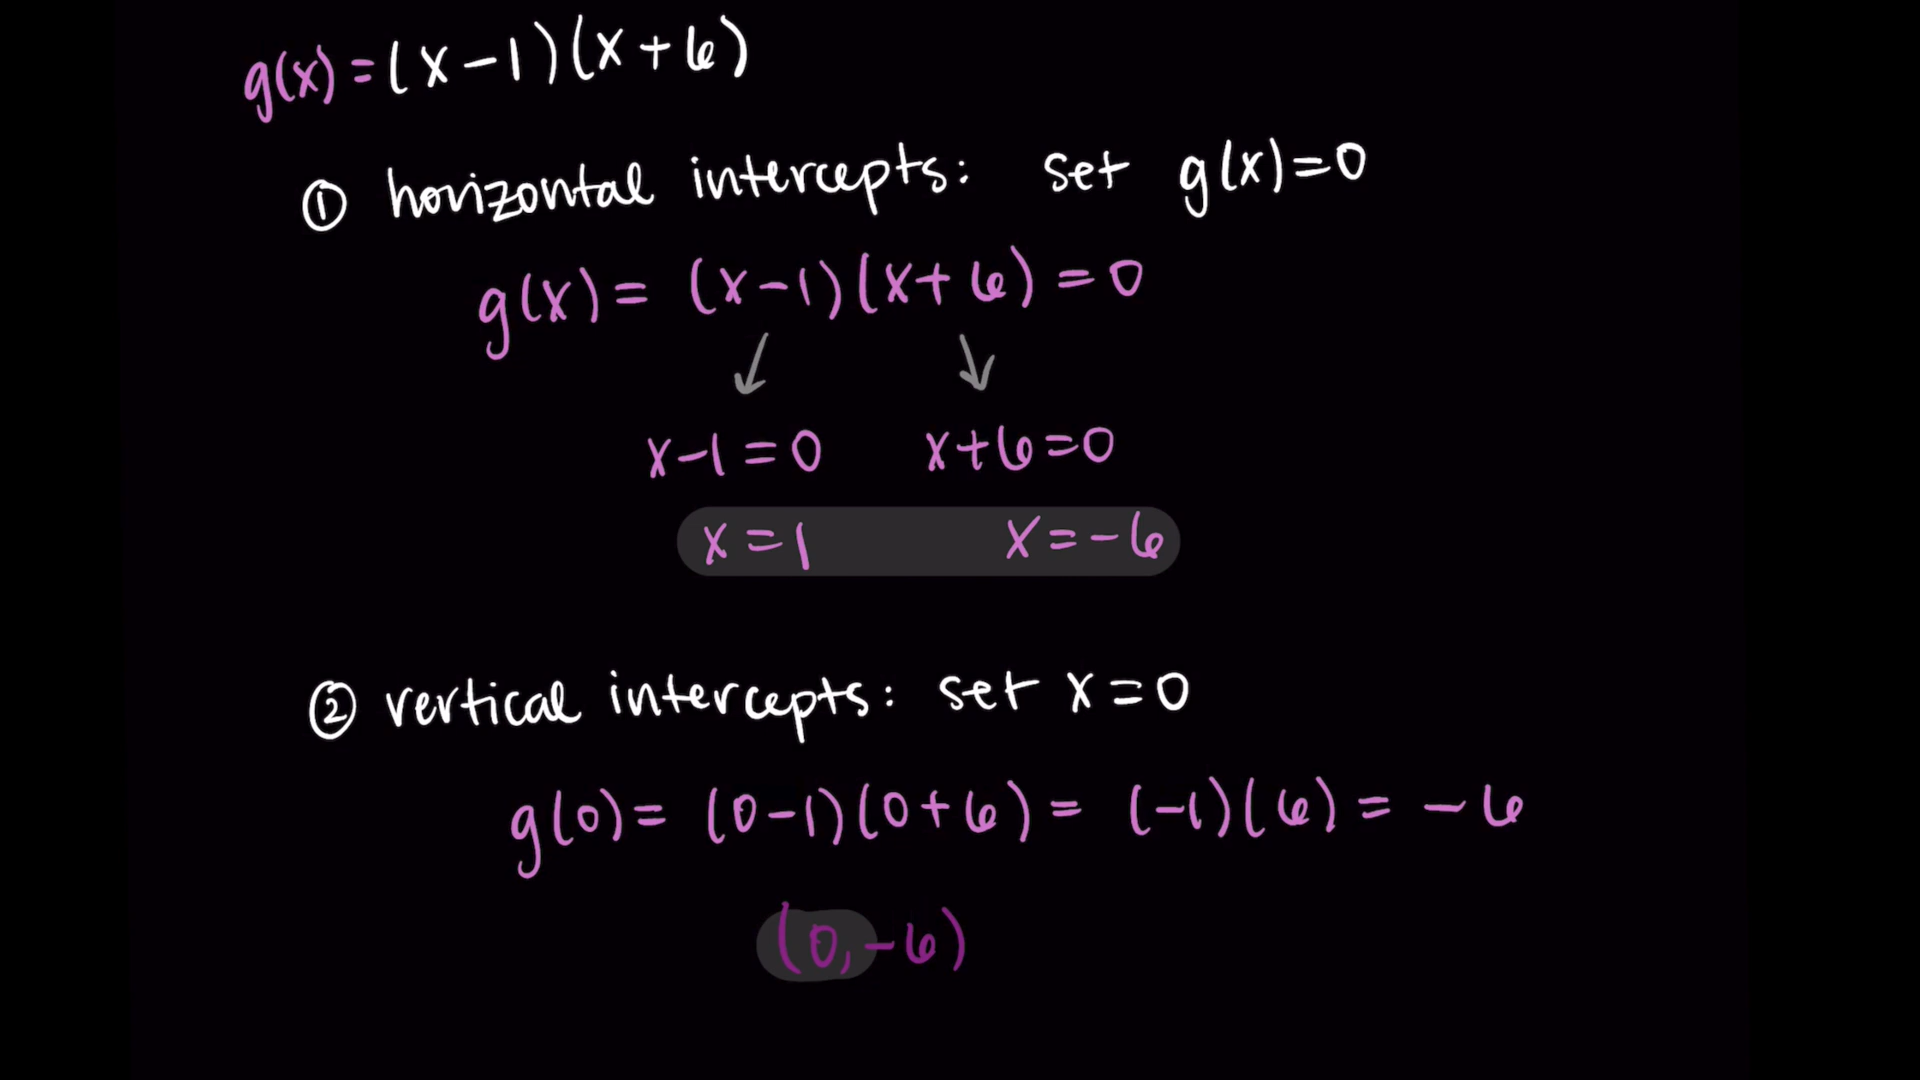 g(x) = (x-1)(x+6)
① horizontal intercepts: set g(x)=0
g(x) = (x-1)(x+6) = 0
x-1=0 x+6=0
x=1 x=-6
② vertical intercepts: set x=0
g(0) = (0-1)(0+6) = (-1)(6) = -6
(0,-6)